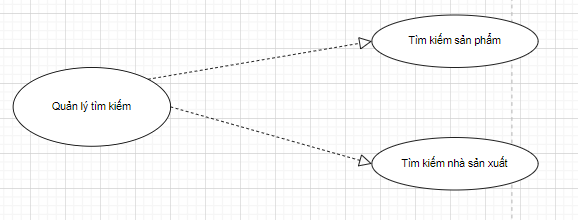 Tìm kiếm sản phẩm
Quản lý tìm kiếm
Tìm kiếm nhà sản xuất